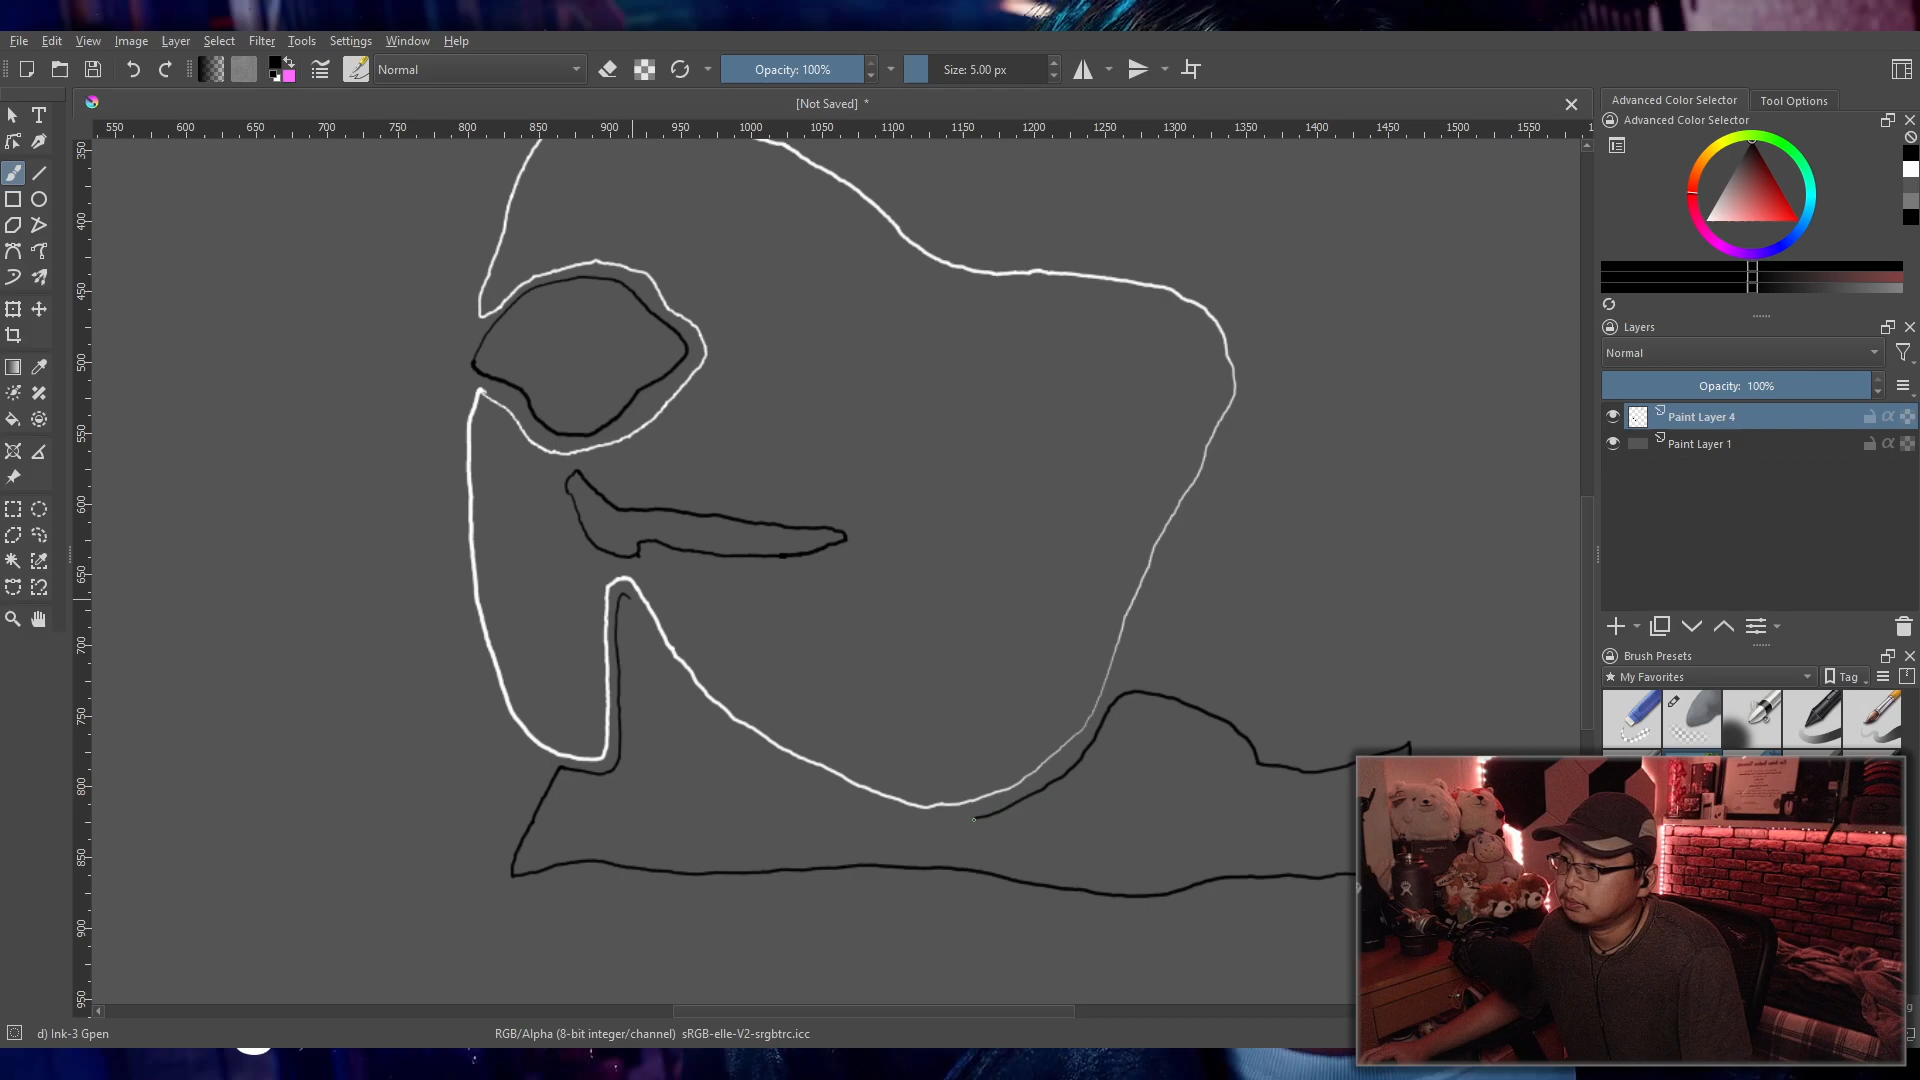 File Edit View Image Layer Select Filter Tools Settings Window Help
Normal Opacity: 100% Size: 5.00 px
[Not Saved] *
Advanced Color Selector Tool Options
Advanced Color Selector
550 600 650 700 750 800 850 900 950 1000 1050 1100 1150 1200 1250 1300 1350 1400 1450 1500 1550
350
400
450
500
550
600
650
700
750
800
850
900
950
Layers
Normal
Opacity: 100%
Paint Layer 4
Paint Layer 1
Brush Presets
My Favorites Tag
d) Ink-3 Gpen RGB/Alpha (8-bit integer/channel) sRGB-elle-V2-srgbtrc.icc